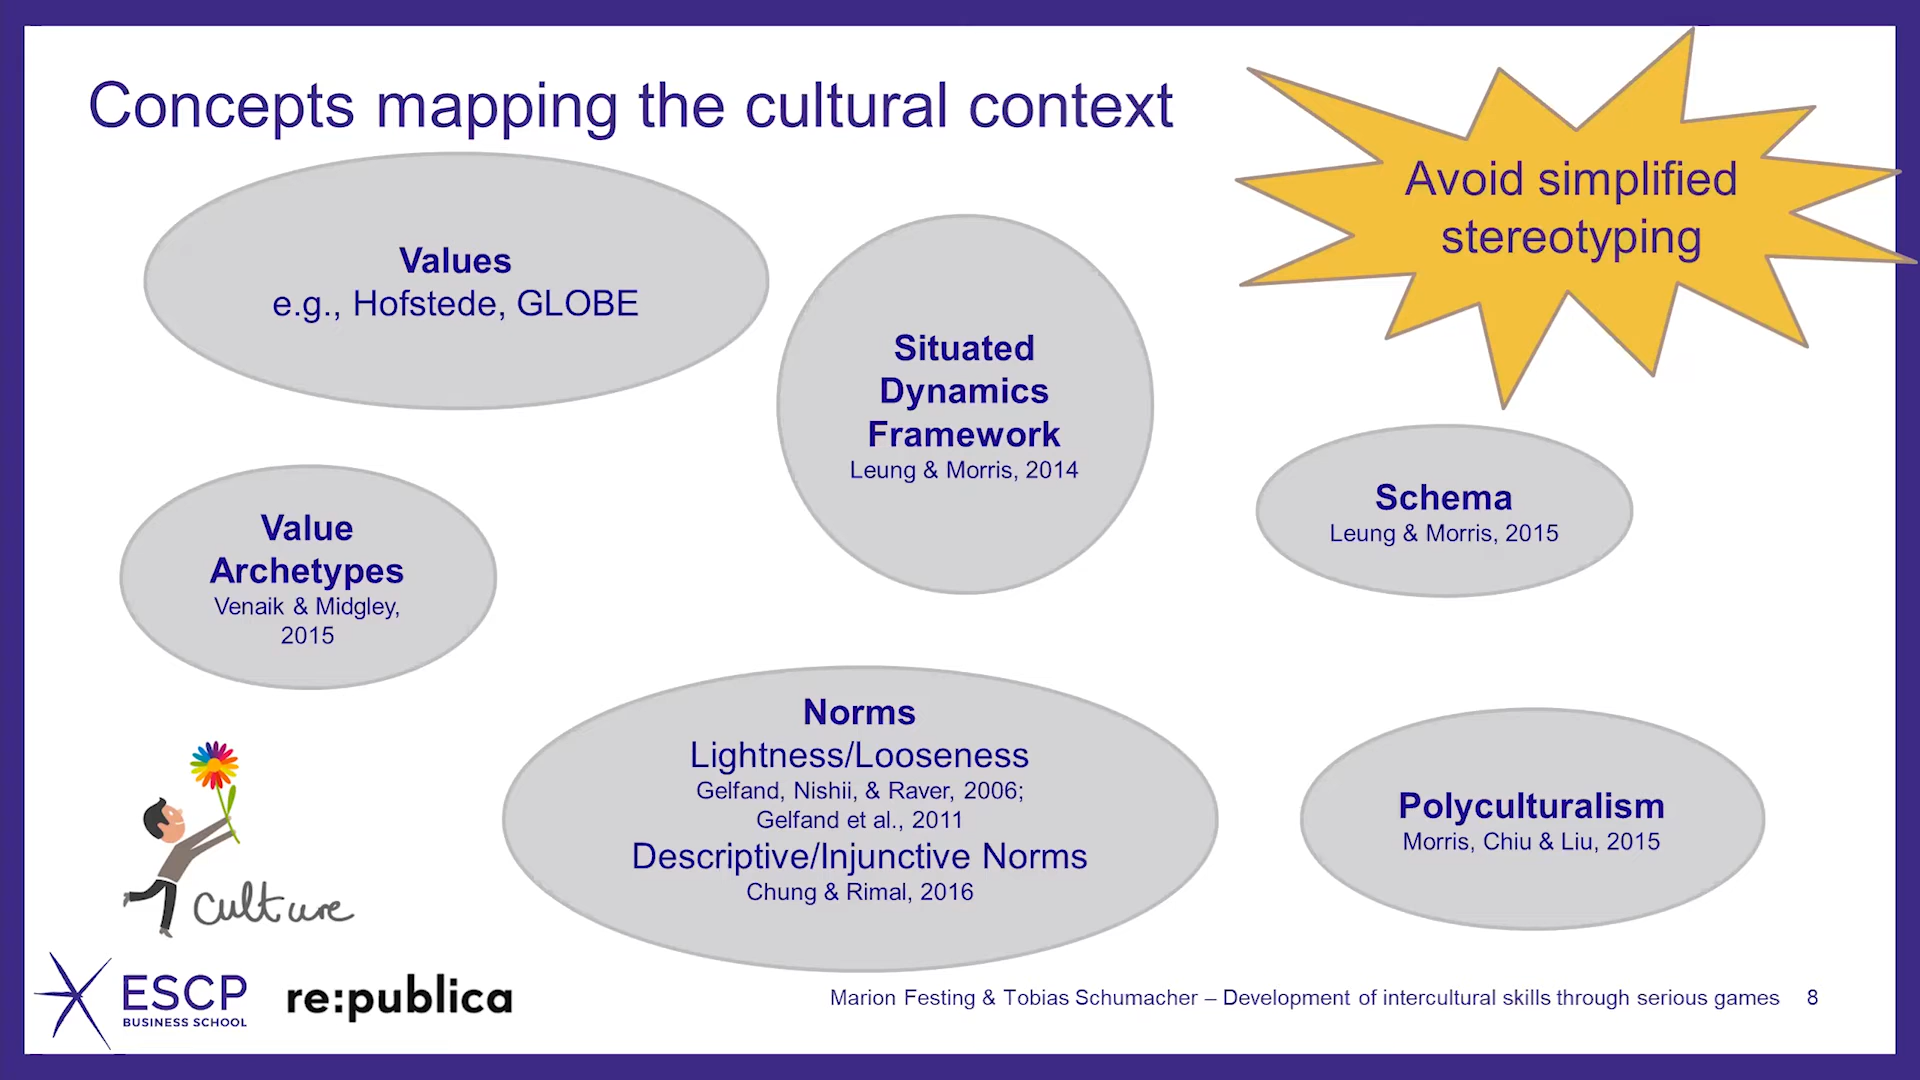 Concepts mapping the cultural context
Avoid simplified
stereotyping
Values
e.g., Hofstede, GLOBE
Situated
Dynamics
Framework
Leung & Morris, 2014
Schema
Leung & Morris, 2015
Value
Archetypes
Venaik & Midgley,
2015
Norms
Lightness/Looseness
Gelfand, Nishii, & Raver, 2006;
Gelfand et al., 2011
Descriptive/Injunctive Norms
Chung & Rimal, 2016
Polyculturalism
Morris, Chiu & Liu, 2015
culture
ESCP
BUSINESS SCHOOL
re:publica
Marion Festing & Tobias Schumacher – Development of intercultural skills through serious games 8